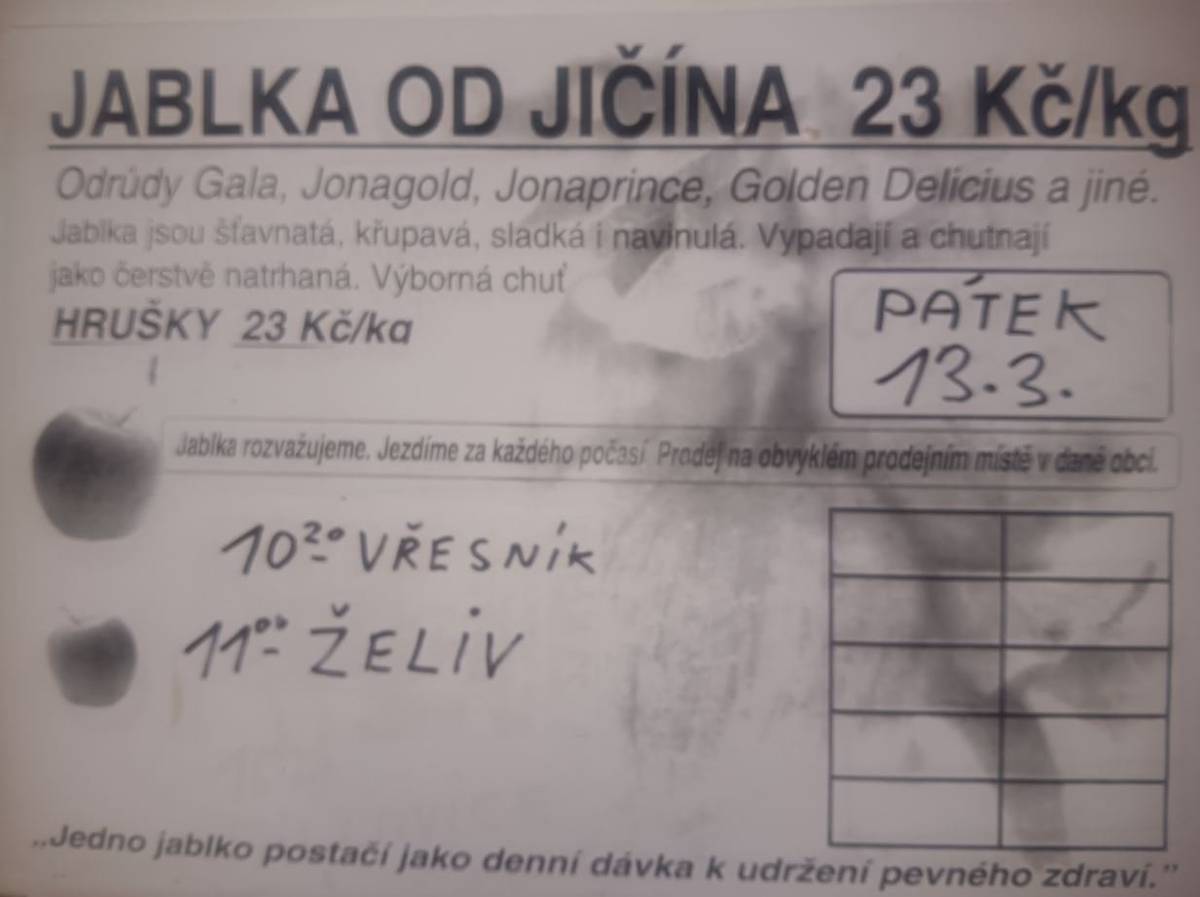 JABLKA OD JIČÍNA 23 Kč/kg
Odrůdy Gala, Jonagold, Jonaprince, Golden Delicius a jiné.
Jablka jsou šťavnatá, křupavá, sladká i navinulá. Vypadají a chutnají
jako čerstvě natrhaná. Výborná chuť
HRUŠKY 23 Kč/kg
PÁTEK
13.3.
Jablka rozvažujeme. Jezdíme za každého počasí. Prodej na obvyklém prodejním místě v dané obci.
10²⁰ VŘESNÍK
11⁰⁰ ŽELIV
„Jedno jablko postačí jako denní dávka k udržení pevného zdraví.”